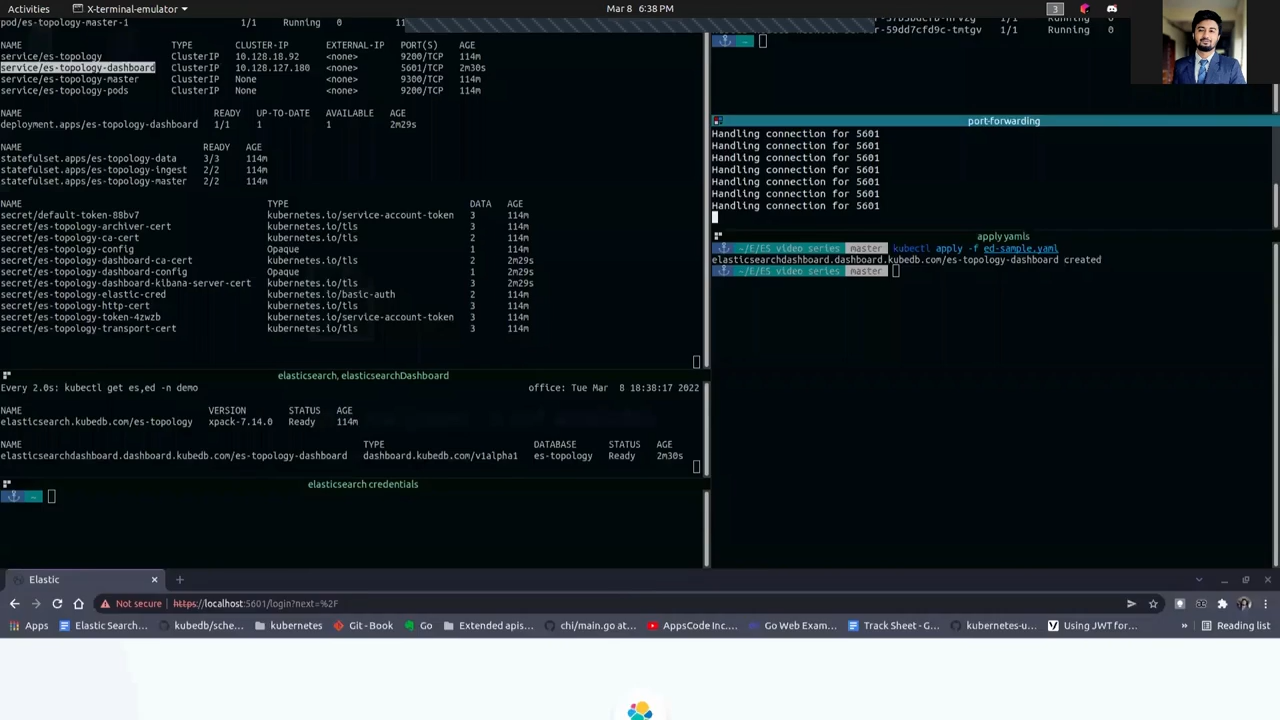 Activities
X-terminal-emulator
Mar 8 6:38 PM
3
pod/es-topology-master-1 1/1 Running 0
NAME TYPE CLUSTER-IP EXTERNAL-IP PORT(S) AGE
service/es-topology ClusterIP 10.128.18.92 <none> 9200/TCP 114m
service/es-topology-dashboard ClusterIP 10.128.127.180 <none> 5601/TCP 2m30s
service/es-topology-master ClusterIP None <none> 9300/TCP 114m
service/es-topology-pods ClusterIP None <none> 9200/TCP 114m
NAME READY UP-TO-DATE AVAILABLE AGE
deployment.apps/es-topology-dashboard 1/1 1 1 2m29s
NAME READY AGE
statefulset.apps/es-topology-data 3/3 114m
statefulset.apps/es-topology-ingest 2/2 114m
statefulset.apps/es-topology-master 2/2 114m
NAME TYPE DATA AGE
secret/default-token-88bv7 kubernetes.io/service-account-token 3 114m
secret/es-topology-archiver-cert kubernetes.io/tls 3 114m
secret/es-topology-ca-cert kubernetes.io/tls 2 114m
secret/es-topology-config Opaque 1 114m
secret/es-topology-dashboard-ca-cert kubernetes.io/tls 2 2m29s
secret/es-topology-dashboard-config Opaque 1 2m29s
secret/es-topology-dashboard-kibana-server-cert kubernetes.io/tls 3 2m29s
secret/es-topology-elastic-cred kubernetes.io/basic-auth 2 114m
secret/es-topology-http-cert kubernetes.io/tls 3 114m
secret/es-topology-token-4zwzb kubernetes.io/service-account-token 3 114m
secret/es-topology-transport-cert kubernetes.io/tls 3 114m
elasticsearch, elasticsearchDashboard
Every 2.0s: kubectl get es,ed -n demo office: Tue Mar 8 18:38:17 2022
NAME VERSION STATUS AGE
elasticsearch.kubedb.com/es-topology xpack-7.14.0 Ready 114m
NAME TYPE DATABASE STATUS AGE
elasticsearchdashboard.dashboard.kubedb.com/es-topology-dashboard dashboard.kubedb.com/v1alpha1 es-topology Ready 2m30s
elasticsearch credentials
~
1/1 Running
-59dd7cfd9c-tmtgv 1/1 Running
~
port-forwarding
Handling connection for 5601
Handling connection for 5601
Handling connection for 5601
Handling connection for 5601
Handling connection for 5601
Handling connection for 5601
Handling connection for 5601
apply yamls
~/E/ES video series master kubectl apply -f ed-sample.yaml
elasticsearchdashboard.dashboard.kubedb.com/es-topology-dashboard created
~/E/ES video series master
Elastic
Not secure https://localhost:5601/login?next=%2F
Apps Elastic Search... kubedb/sche... kubernetes Git - Book Go Extended apis... chi/main.go at... AppsCode Inc... Go Web Exam... Track Sheet - G... kubernetes-u... Using JWT for... » Reading list